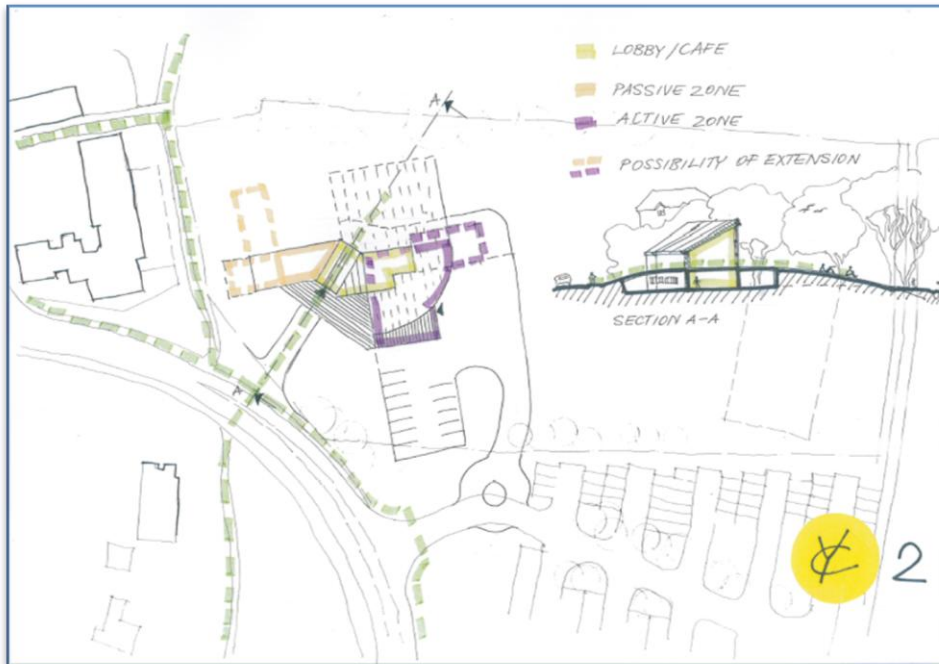 LOBBY/CAFE
PASSIVE ZONE
ACTIVE ZONE
POSSIBILITY OF EXTENSION
A
SECTION A-A
A
2